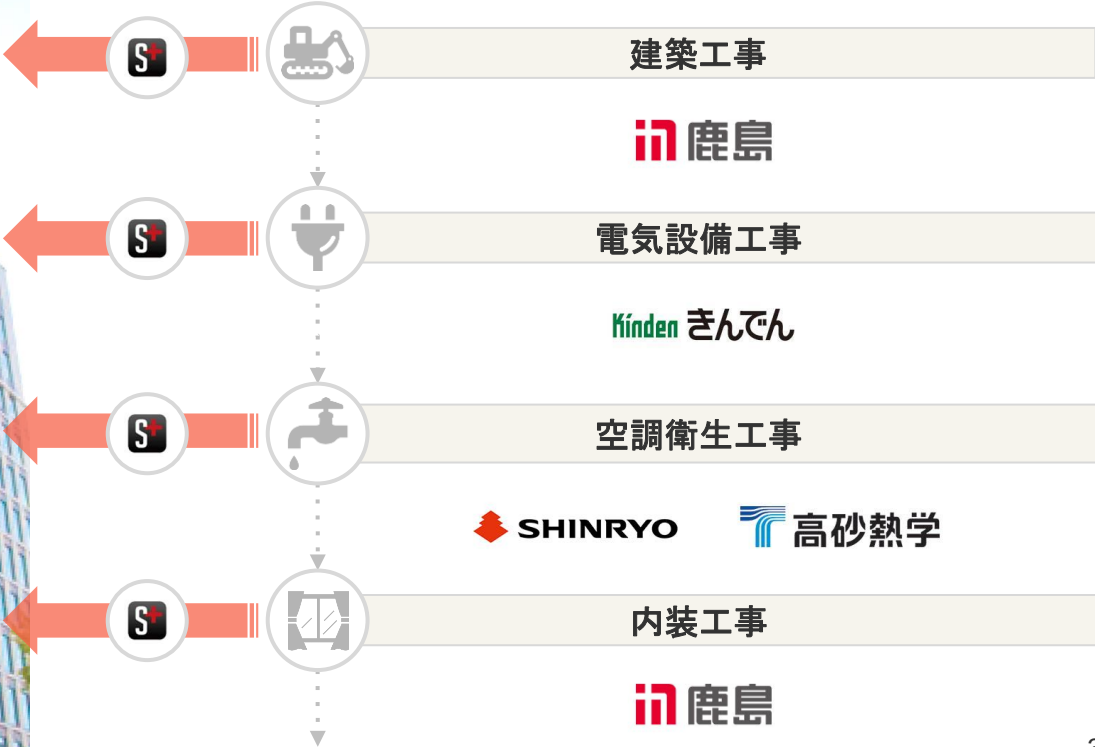 S+
建築工事
鹿島
S+
電気設備工事
Kinden きんでん
S+
空調衛生工事
SHINRYO
高砂熱学
S+
内装工事
鹿島